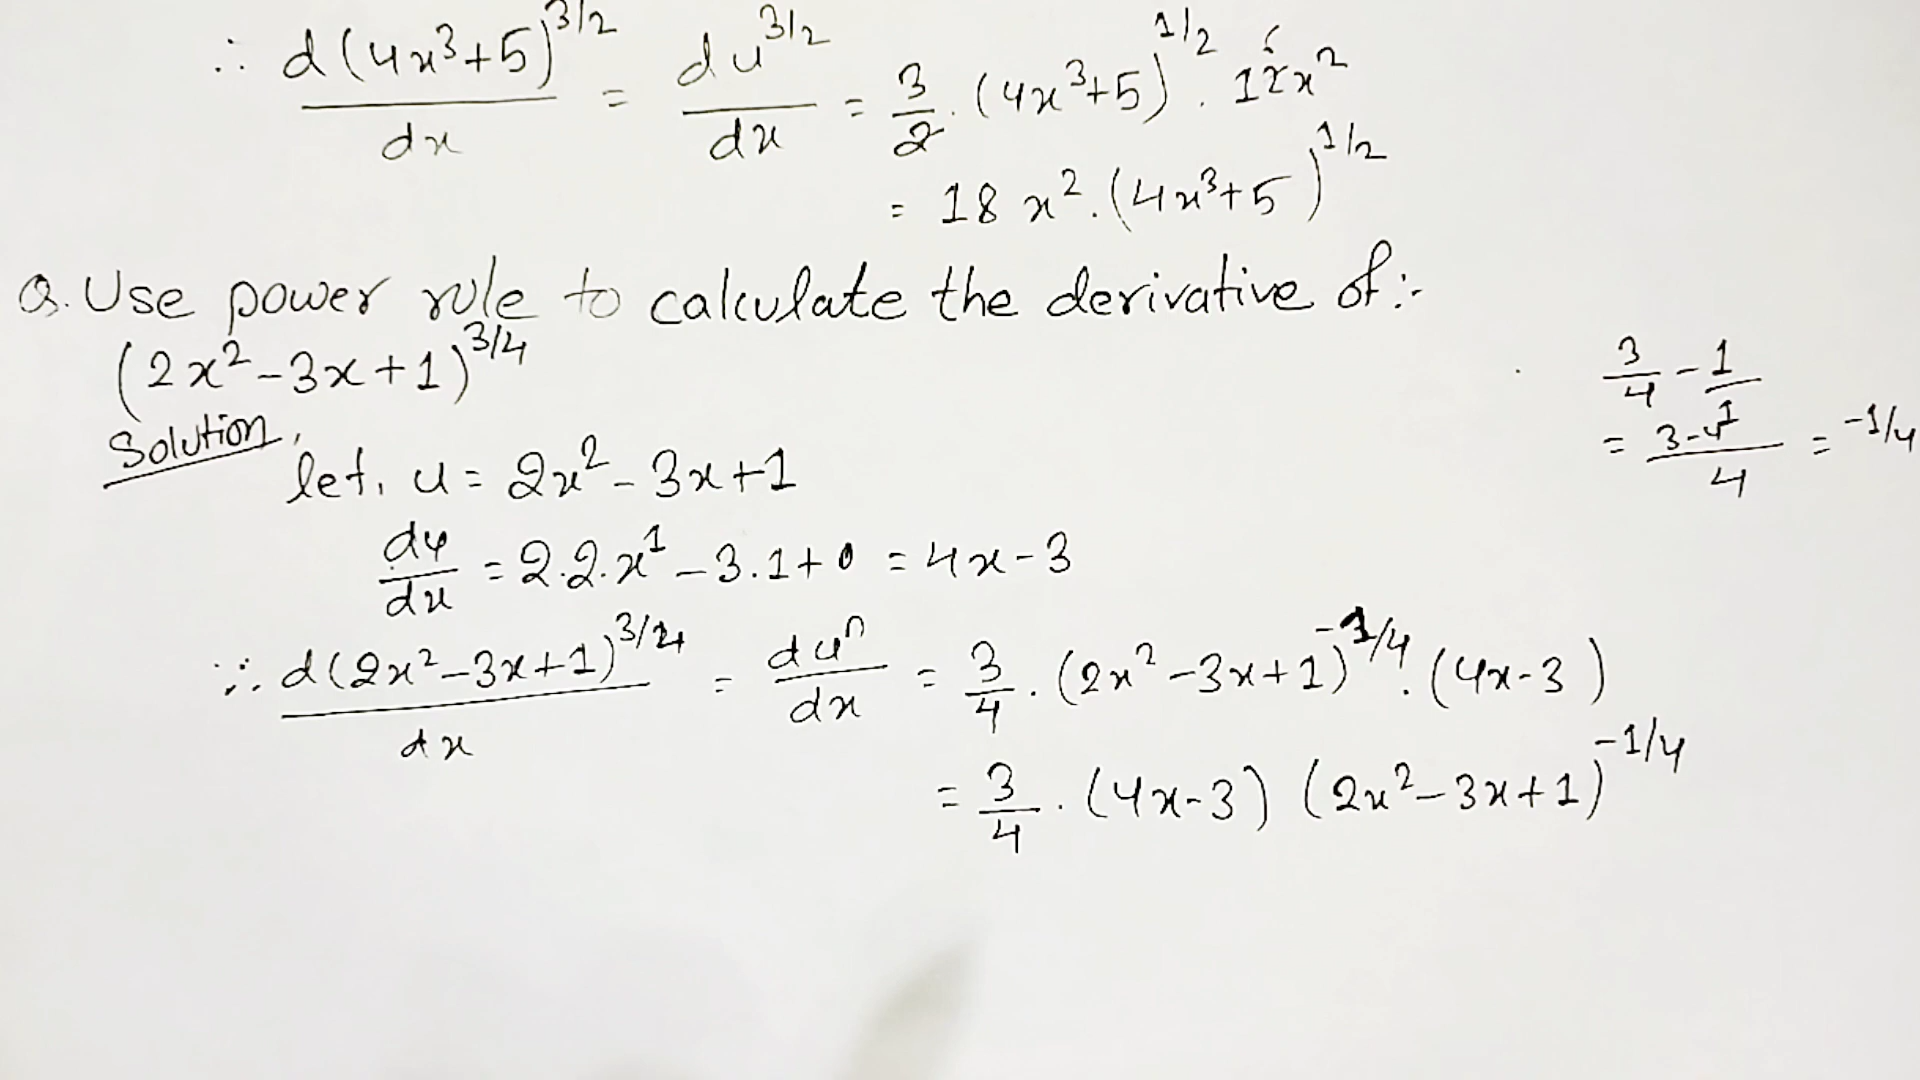 ∴ d(4x³+5)^3/2 / dx = du^3/2 / dx = 3/2 . (4x³+5)^1/2 . 12x² 6
= 18 x² . (4x³+5)^1/2
Q. Use power rule to calculate the derivative of :-
(2x²-3x+1)^3/4
Solution,
let, u = 2x² - 3x+1
du/dx = 2.2.x¹ - 3.1+0 = 4x-3
∴ d(2x²-3x+1)^3/4 / dx = duⁿ/dx = 3/4 . (2x²-3x+1)^-1/4 . (4x-3)
= 3/4 . (4x-3) (2x²-3x+1)^-1/4
3/4 - 1/1
= 3-4/4 = -1/4